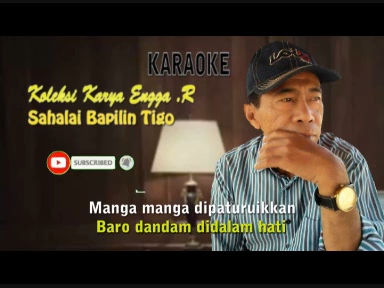 KARAOKE
Koleksi Karya Engga .R
Sahalai Bapilin Tigo
SUBSCRIBED
Manga manga dipaturuikkan
Baro dandam didalam hati